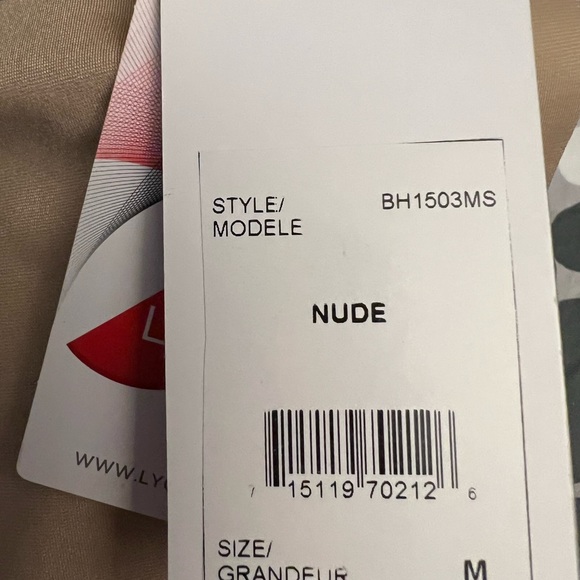 STYLE/ BH1503MS
MODELE
NUDE
7 15119 70212 6
SIZE/
GRANDEUR M